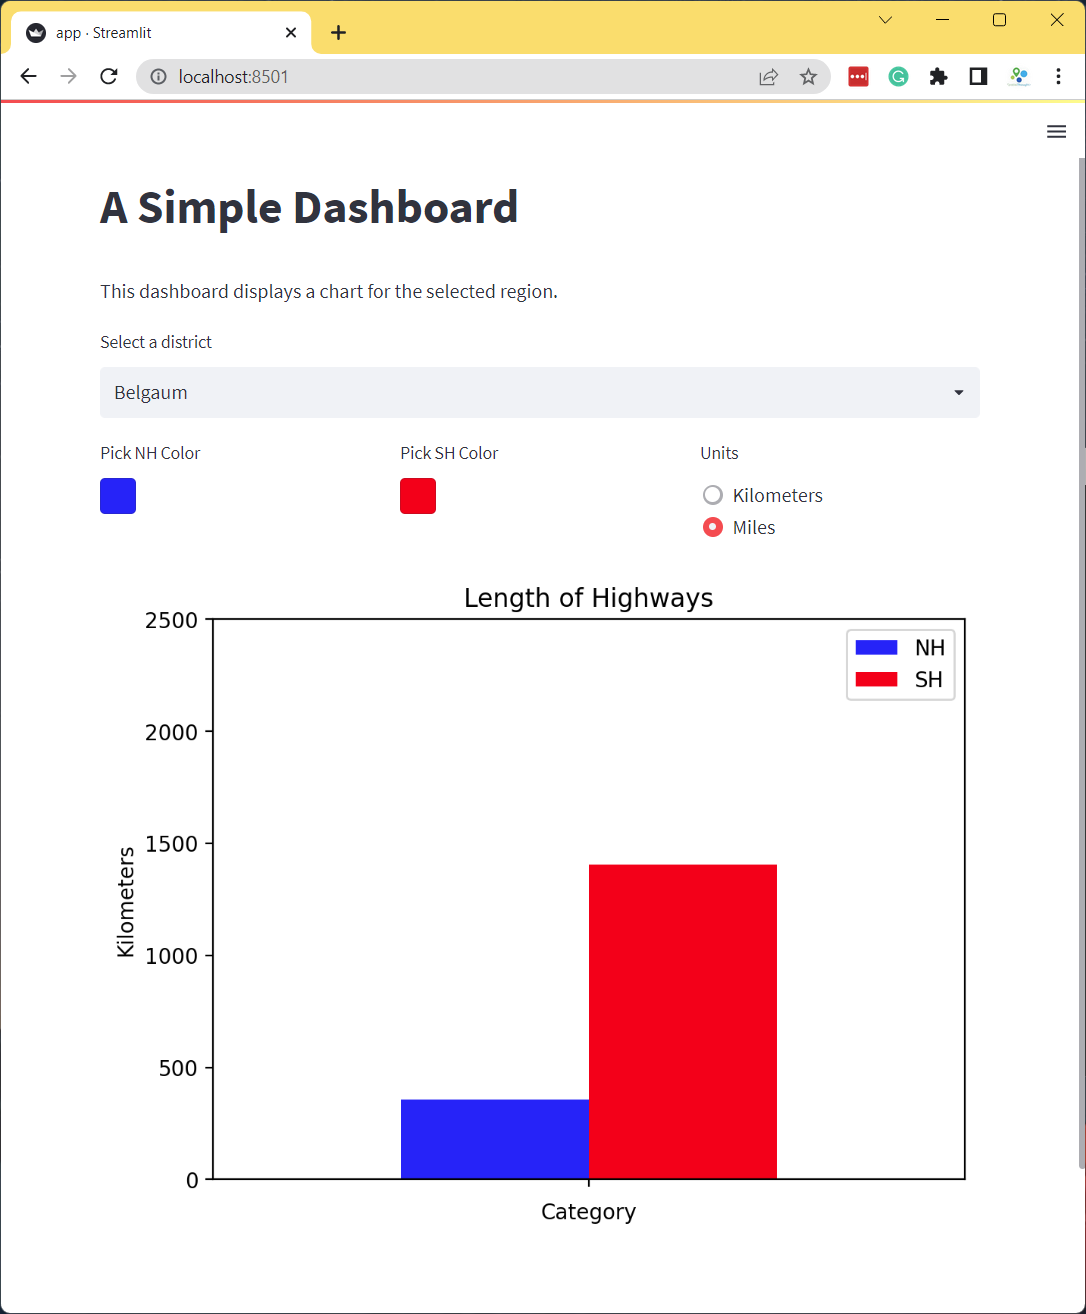 app · Streamlit
localhost:8501
A Simple Dashboard
This dashboard displays a chart for the selected region.
Select a district
Belgaum
Pick NH Color
Pick SH Color
Units
Kilometers
Miles
Length of Highways
2500
2000
1500
1000
500
0
Kilometers
NH
SH
Category